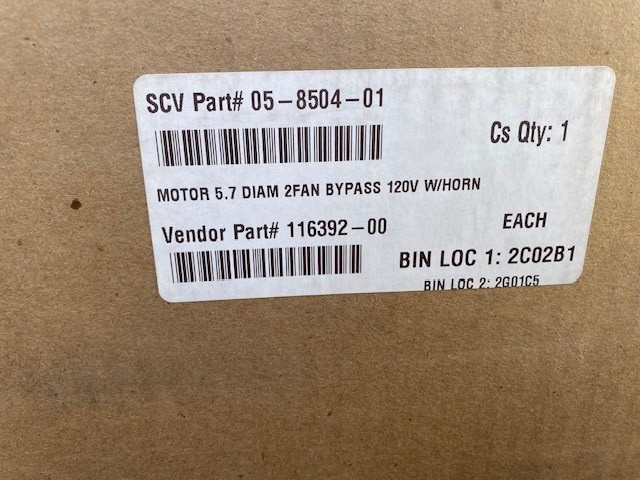 SCV Part# 05-8504-01
Cs Qty: 1
MOTOR 5.7 DIAM 2FAN BYPASS 120V W/HORN
Vendor Part# 116392-00
EACH
BIN LOC 1: 2C02B1
BIN LOC 2: 2G01C5